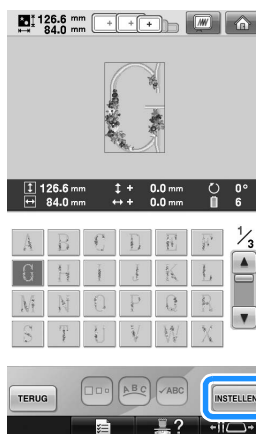 126.6 mm
84.0 mm
126.6 mm + 0.0 mm 0°
84.0 mm + 0.0 mm 6
1/3
A B C D E F
G H I J K L
M N O P Q R
S T U V W X
TERUG ABC ABC INSTELLEN
?